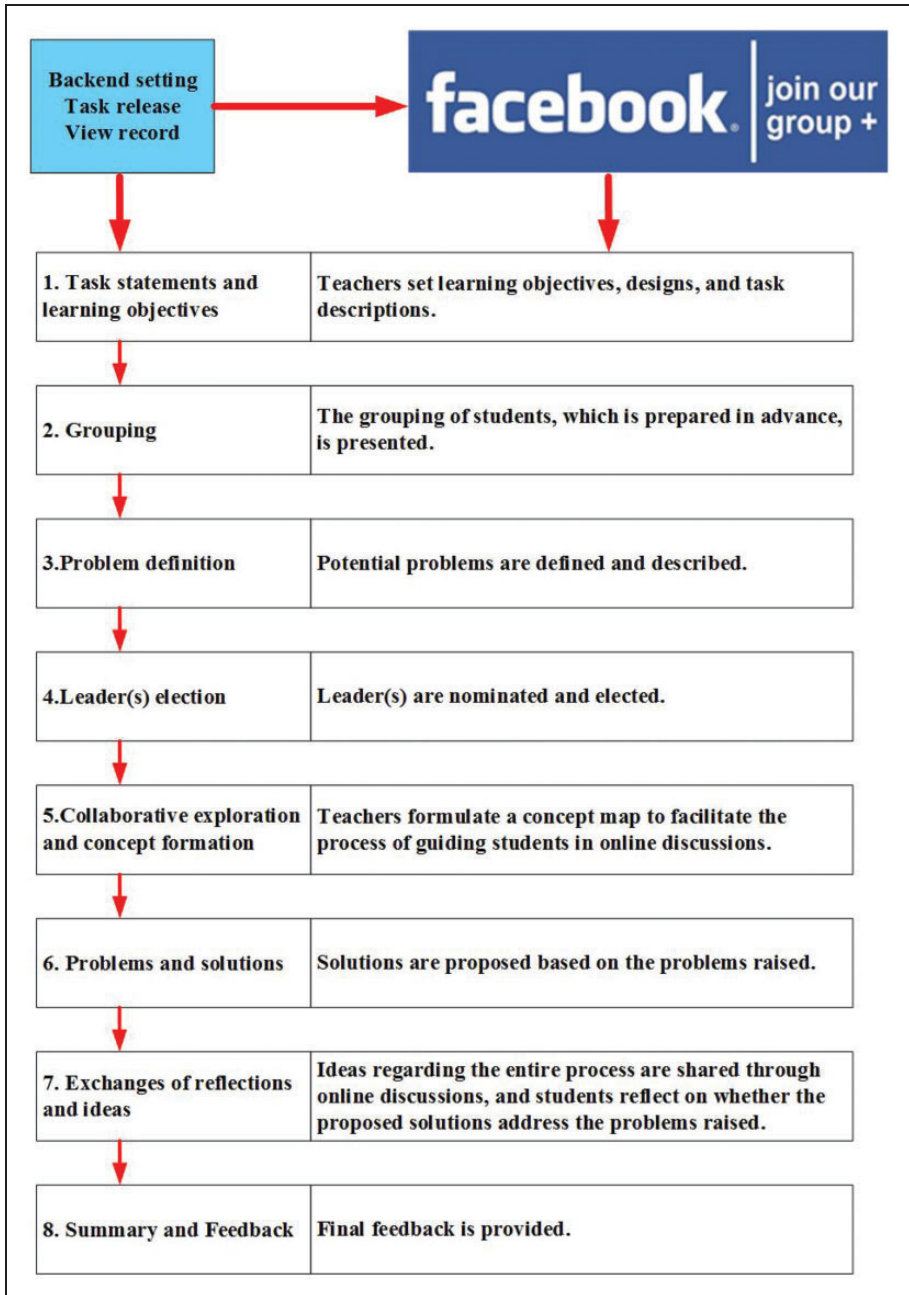 Backend setting
Task release
View record
facebook®
join our
group +
1. Task statements and
learning objectives
Teachers set learning objectives, designs, and task
descriptions.
2. Grouping
The grouping of students, which is prepared in advance,
is presented.
3.Problem definition
Potential problems are defined and described.
4.Leader(s) election
Leader(s) are nominated and elected.
5.Collaborative exploration
and concept formation
Teachers formulate a concept map to facilitate the
process of guiding students in online discussions.
6. Problems and solutions
Solutions are proposed based on the problems raised.
7. Exchanges of reflections
and ideas
Ideas regarding the entire process are shared through
online discussions, and students reflect on whether the
proposed solutions address the problems raised.
8. Summary and Feedback
Final feedback is provided.